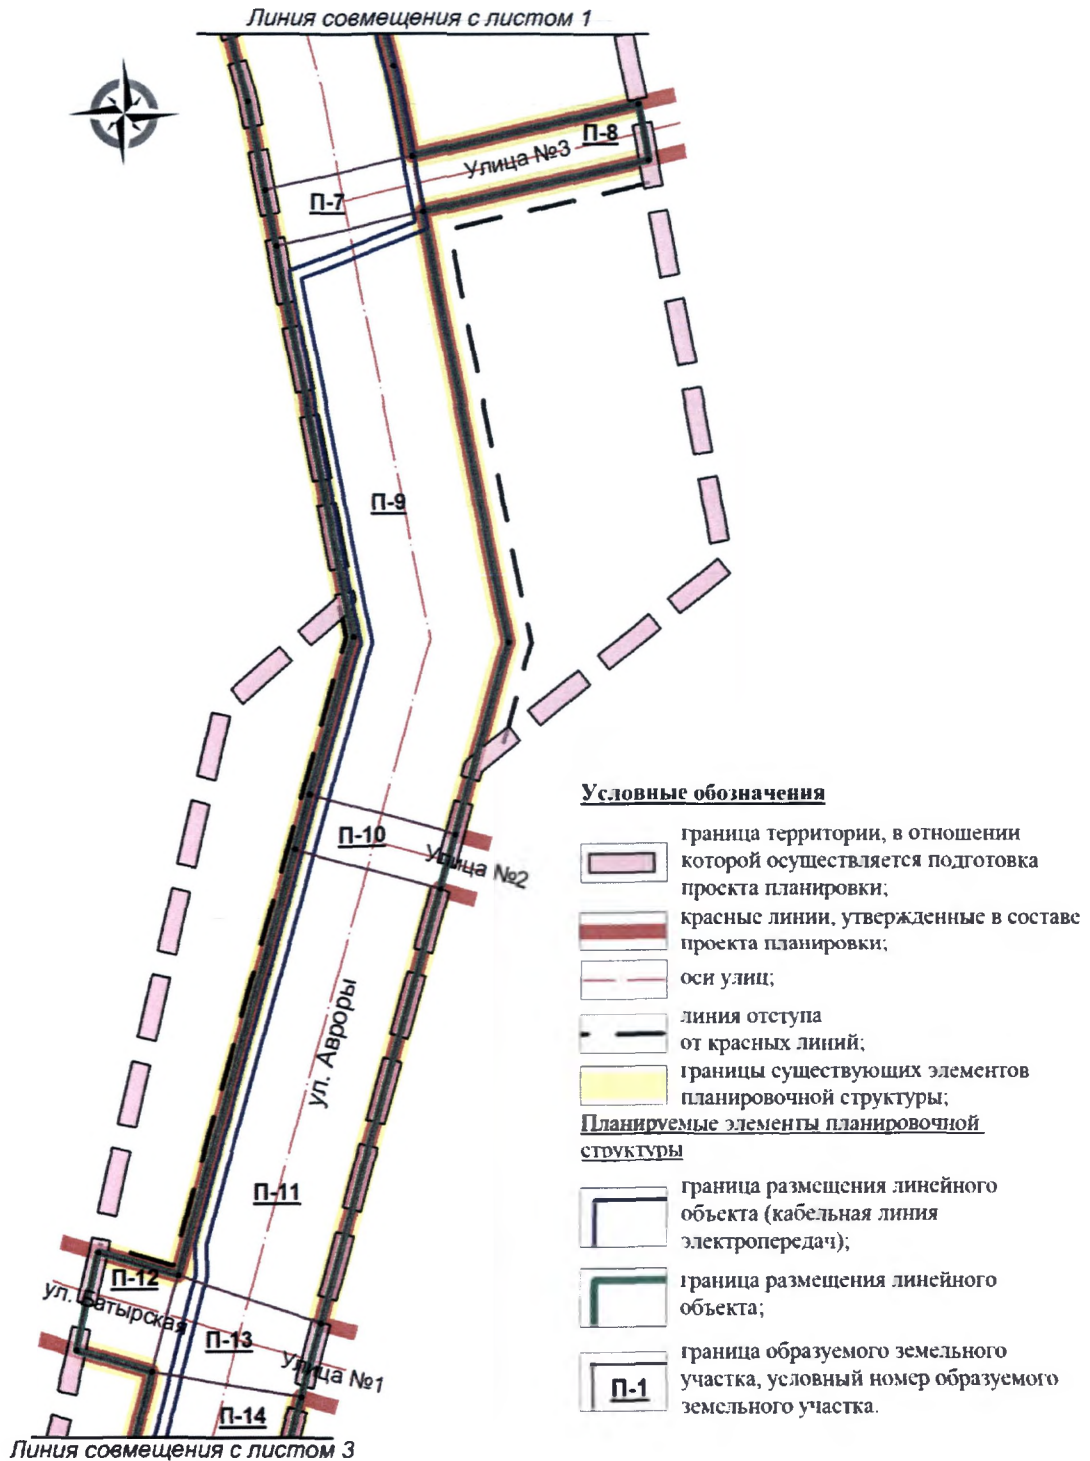 Линия совмещения с листом 1
П-8
Улица №3
П-7
П-9
П-10
Улица №2
ул. Авроры
П-11
П-12
ул. Батырская
П-13
Улица №1
П-14
Линия совмещения с листом 3
Условные обозначения
граница территории, в отношении
которой осуществляется подготовка
проекта планировки;
красные линии, утвержденные в составе
проекта планировки;
оси улиц;
линия отступа
от красных линий;
границы существующих элементов
планировочной структуры;
Планируемые элементы планировочной
структуры
граница размещения линейного
объекта (кабельная линия
электропередач);
граница размещения линейного
объекта;
П-1
граница образуемого земельного
участка, условный номер образуемого
земельного участка.